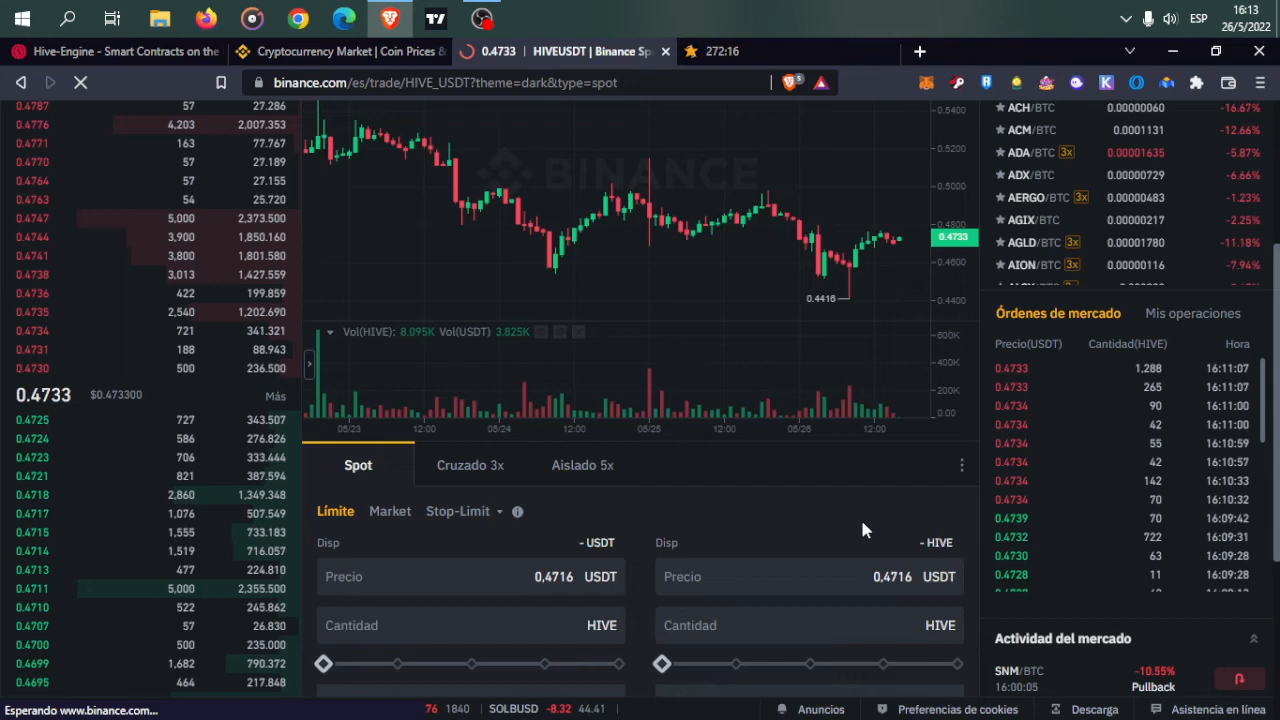 16:13
ESP
26/5/2022
Hive-Engine - Smart Contracts on the
Cryptocurrency Market | Coin Prices &
0.4733 | HIVEUSDT | Binance Sp
272:16
binance.com/es/trade/HIVE_USDT?theme=dark&type=spot
5
0.4787 57 27.286
0.4776 4,203 2,007.353
0.4771 163 77.767
0.4770 57 27.189
0.4764 57 27.155
0.4763 54 25.720
0.4747 5,000 2,373.500
0.4744 3,900 1,850.160
0.4741 3,800 1,801.580
0.4738 3,013 1,427.559
0.4736 422 199.859
0.4735 2,540 1,202.690
0.4734 721 341.321
0.4731 188 88.943
0.4730 500 236.500
0.4733 $0.473300 Más
0.4725 727 343.507
0.4724 586 276.826
0.4723 706 333.444
0.4721 821 387.594
0.4718 2,860 1,349.348
0.4717 1,076 507.549
0.4715 1,555 733.183
0.4714 1,519 716.057
0.4713 477 224.810
0.4711 5,000 2,355.500
0.4710 522 245.862
0.4707 57 26.830
0.4700 500 235.000
0.4699 1,682 790.372
0.4695 464 217.848
BINANCE
0.5400
0.5200
0.5000
0.4800
0.4733
0.4600
0.4400
0.4416
Vol(HIVE): 8.095K Vol(USDT) 3.825K
600K
400K
200K
0.00
05/23 12:00 05/24 12:00 05/25 12:00 05/26 12:00
Spot Cruzado 3x Aislado 5x
Límite Market Stop-Limit
Disp - USDT
Precio 0,4716 USDT
Cantidad HIVE
Disp - HIVE
Precio 0,4716 USDT
Cantidad HIVE
ACH/BTC 0.00000060 -16.67%
ACM/BTC 0.0001131 -12.66%
ADA/BTC 3x 0.00001635 -5.87%
ADX/BTC 0.00000729 -6.66%
AERGO/BTC 3x 0.00000483 -1.23%
AGIX/BTC 0.00000217 -2.25%
AGLD/BTC 3x 0.00001780 -11.18%
AION/BTC 3x 0.00000116 -7.94%
Órdenes de mercado Mis operaciones
Precio(USDT) Cantidad(HIVE) Hora
0.4733 1,288 16:11:07
0.4733 265 16:11:07
0.4734 90 16:11:00
0.4734 42 16:11:00
0.4734 55 16:10:59
0.4734 42 16:10:57
0.4734 142 16:10:33
0.4734 70 16:10:32
0.4739 70 16:09:42
0.4732 722 16:09:31
0.4730 63 16:09:28
0.4728 11 16:09:28
Actividad del mercado
SNM/BTC -10.55%
16:00:05 Pullback
Esperando www.binance.com...
76 1840 SOLBUSD -8.32 44.41
Anuncios Preferencias de cookies Descarga Asistencia en línea